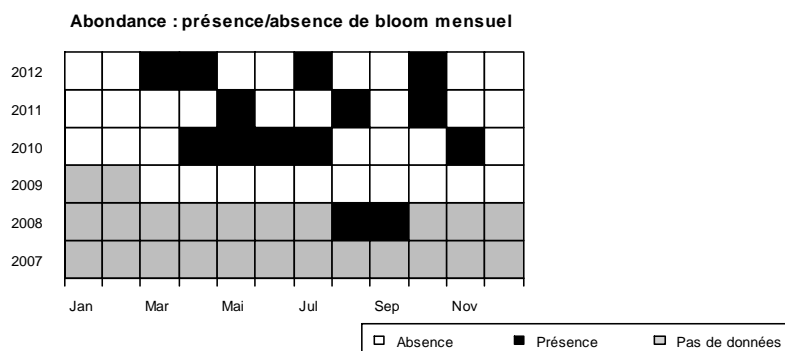 Abondance : présence/absence de bloom mensuel
2012
2011
2010
2009
2008
2007
Jan Mar Mai Jul Sep Nov
Absence Présence Pas de données